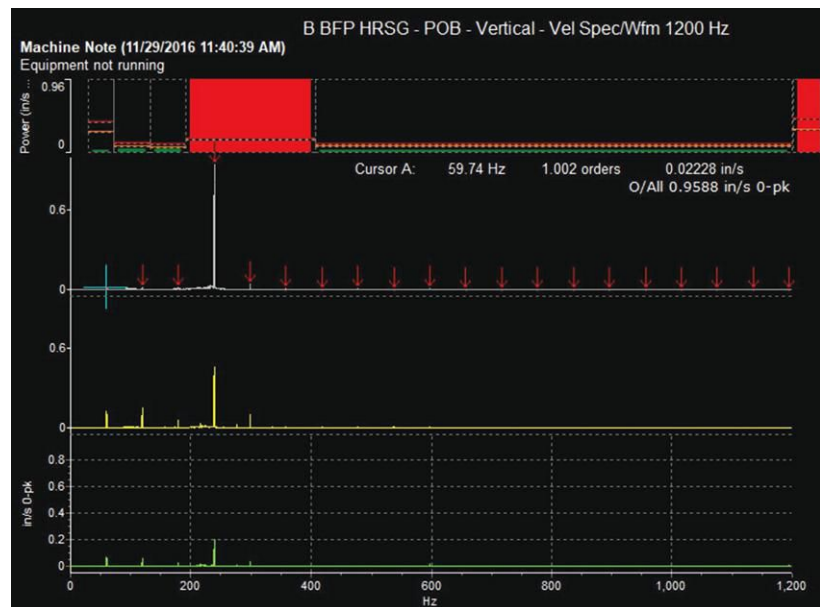 B BFP HRSG - POB - Vertical - Vel Spec/Wfm 1200 Hz
Machine Note (11/29/2016 11:40:39 AM)
Equipment not running
0.96
Power (in/s ...
0
Cursor A: 59.74 Hz 1.002 orders 0.02228 in/s
O/All 0.9588 in/s 0-pk
0.6
0
0.6
0
0.8
0.6
0.4
0.2
0
in/s 0-pk
0 200 400 600 800 1,000 1,200
Hz